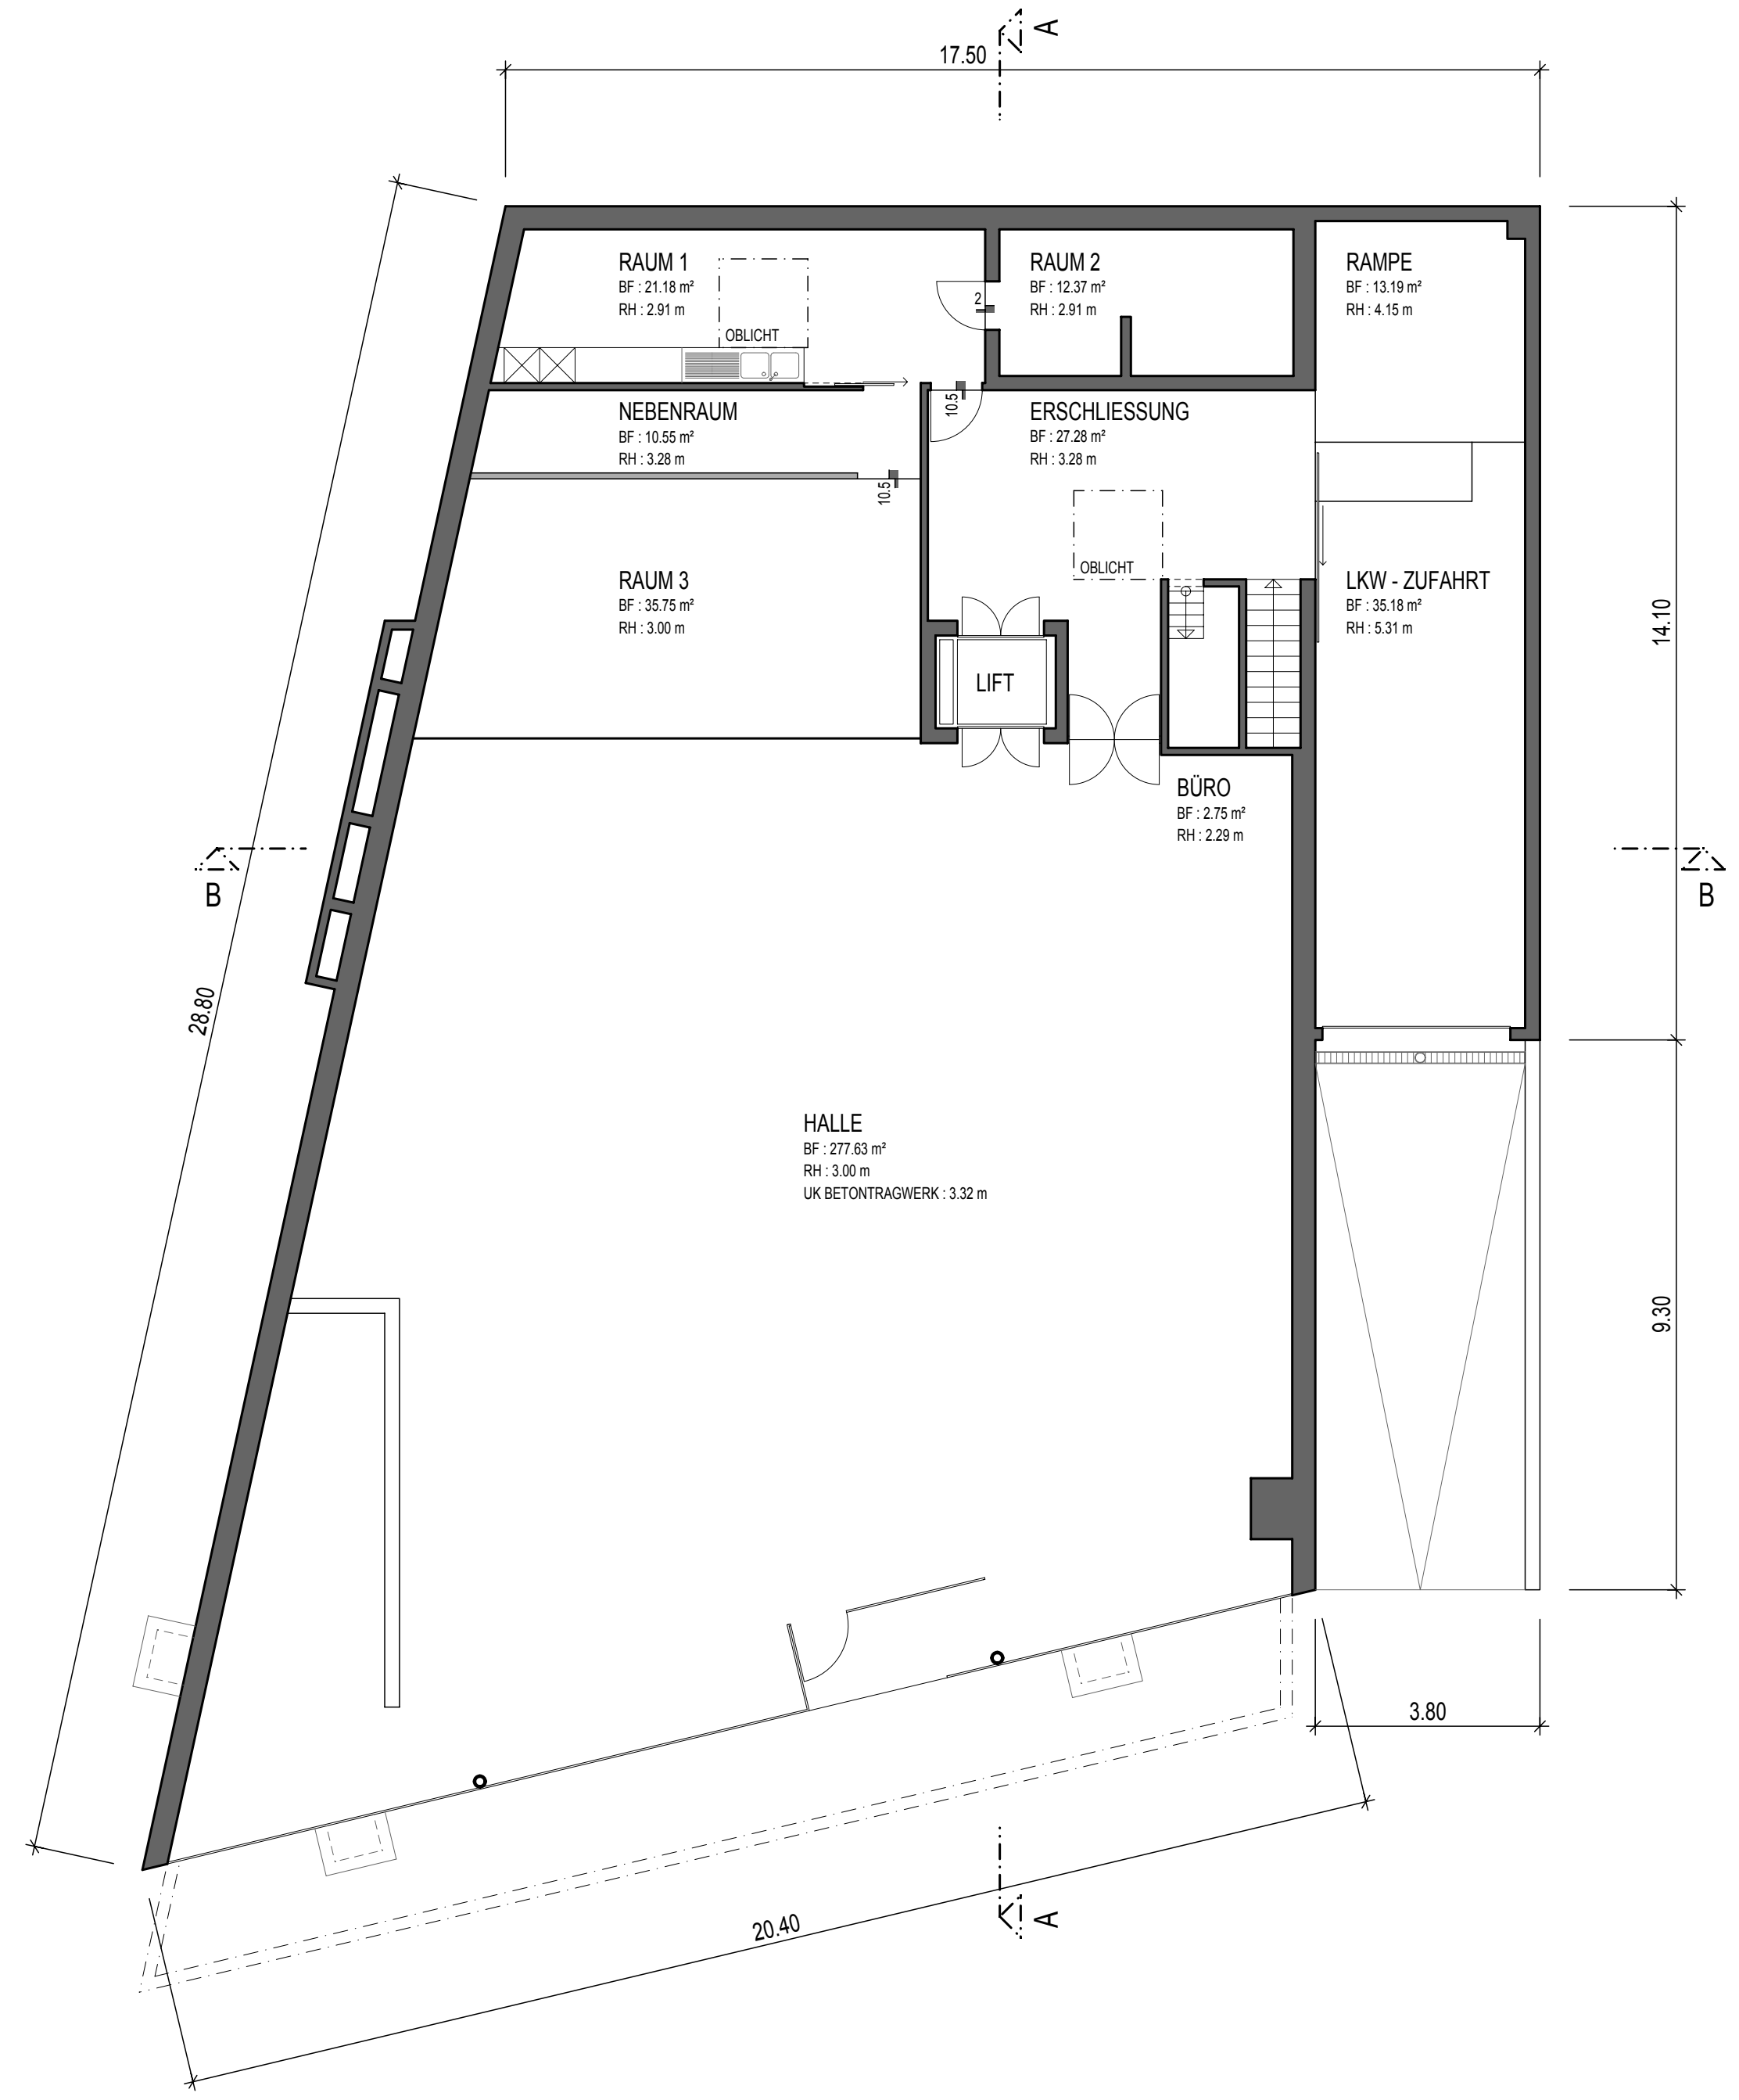 A
17.50
RAUM 1
BF : 21.18 m²
RH : 2.91 m
OBLICHT
RAUM 2
BF : 12.37 m²
RH : 2.91 m
2
RAMPE
BF : 13.19 m²
RH : 4.15 m
NEBENRAUM
BF : 10.55 m²
RH : 3.28 m
10.5
ERSCHLIESSUNG
BF : 27.28 m²
RH : 3.28 m
10.5
OBLICHT
RAUM 3
BF : 35.75 m²
RH : 3.00 m
LKW - ZUFAHRT
BF : 35.18 m²
RH : 5.31 m
14.10
LIFT
BÜRO
BF : 2.75 m²
RH : 2.29 m
B
B
28.80
HALLE
BF : 277.63 m²
RH : 3.00 m
UK BETONTRAGWERK : 3.32 m
9.30
3.80
20.40
A